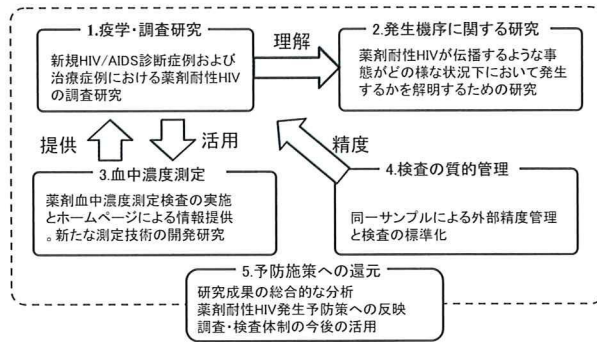 1.疫学・調査研究
新規HIV/AIDS診断症例および
治療症例における薬剤耐性HIV
の調査研究
理解
2.発生機序に関する研究
薬剤耐性HIVが伝播するような事
態がどの様な状況下において発生
するかを解明するための研究
提供
活用
精度
3.血中濃度測定
薬剤血中濃度測定検査の実施
とホームページによる情報提供
。新たな測定技術の開発研究
4.検査の質的管理
同一サンプルによる外部精度管理
と検査の標準化
5.予防施策への還元
研究成果の総合的な分析
薬剤耐性HIV発生予防策への反映
調査・検査体制の今後の活用